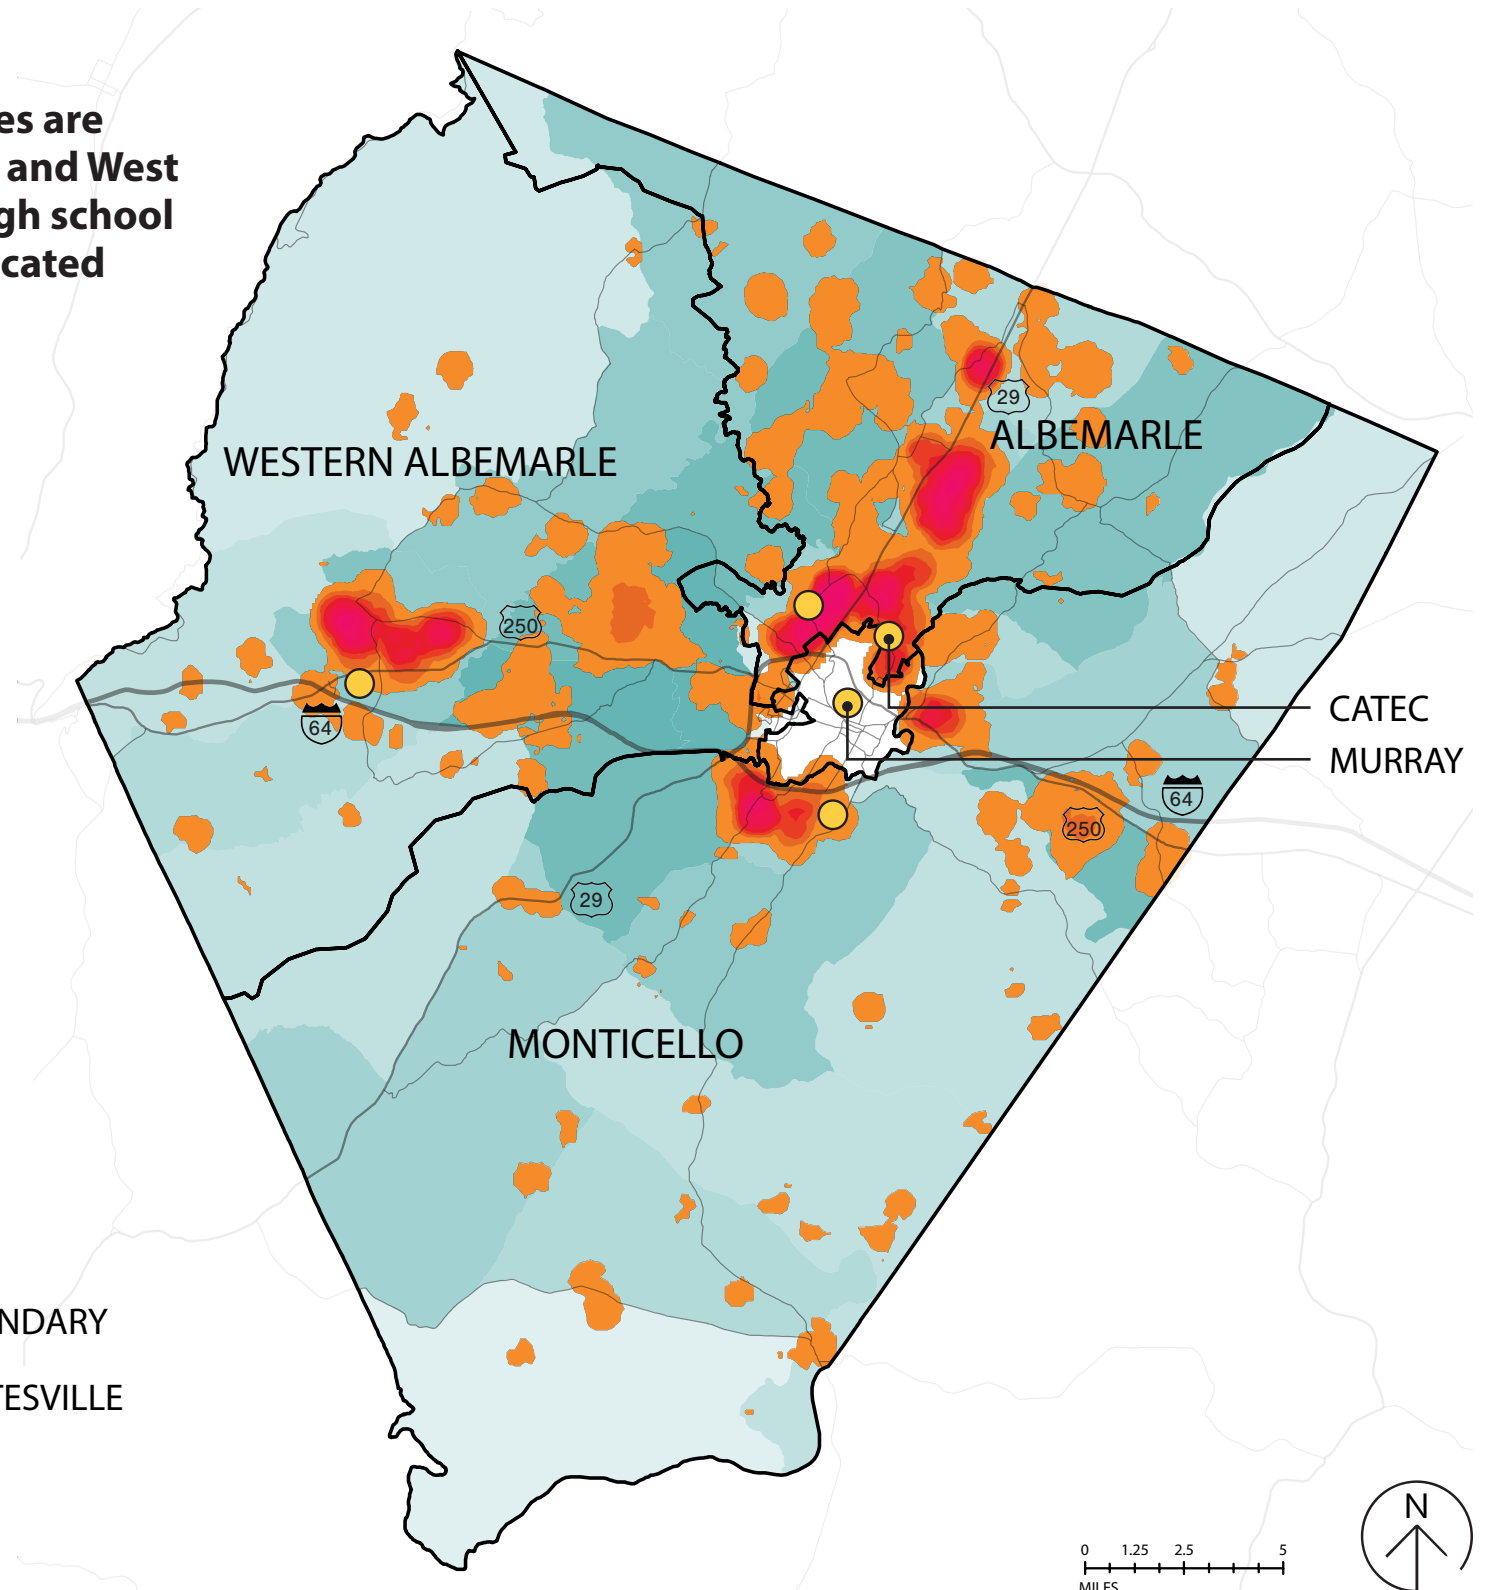 es are
and West
gh school
cated
29
ALBEMARLE
WESTERN ALBEMARLE
250
CATEC
64
MURRAY
64
250
29
MONTICELLO
NDARY
TESVILLE
N
0 1.25 2.5 5
MILES